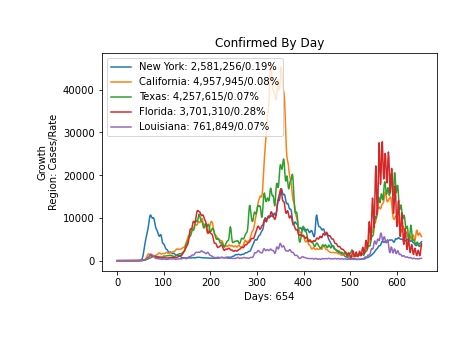 Confirmed By Day
New York: 2,581,256/0.19%
California: 4,957,945/0.08%
Texas: 4,257,615/0.07%
Florida: 3,701,310/0.28%
Louisiana: 761,849/0.07%
Growth
Region: Cases/Rate
40000
30000
20000
10000
0
0 100 200 300 400 500 600
Days: 654